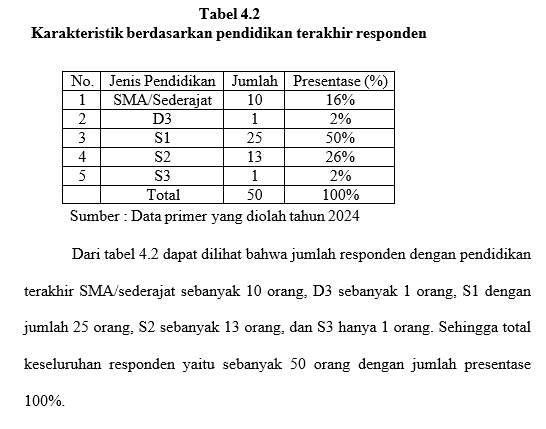 Tabel 4.2
Karakteristik berdasarkan pendidikan terakhir responden
No. Jenis Pendidikan Jumlah Presentase (%)
1 SMA/Sederajat 10 16%
2 D3 1 2%
3 S1 25 50%
4 S2 13 26%
5 S3 1 2%
Total 50 100%
Sumber : Data primer yang diolah tahun 2024
Dari tabel 4.2 dapat dilihat bahwa jumlah responden dengan pendidikan
terakhir SMA/sederajat sebanyak 10 orang, D3 sebanyak 1 orang, S1 dengan
jumlah 25 orang, S2 sebanyak 13 orang, dan S3 hanya 1 orang. Sehingga total
keseluruhan responden yaitu sebanyak 50 orang dengan jumlah presentase
100%.